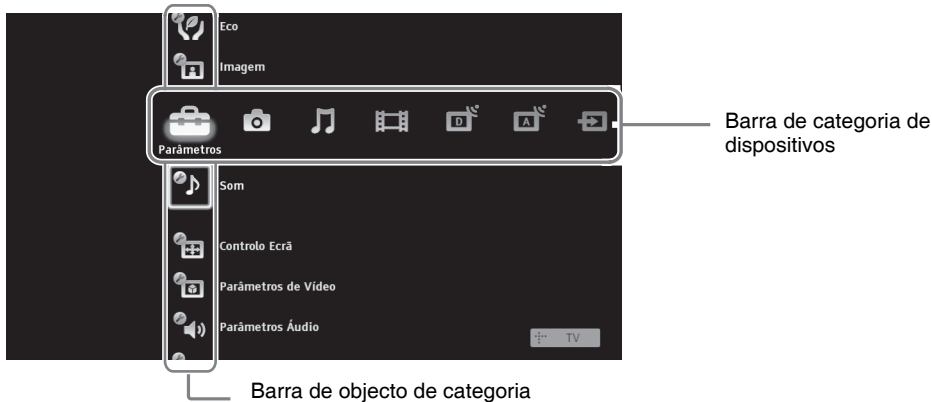 Eco
Imagem
D
A
Parâmetros
Som
Controlo Ecrã
Parâmetros de Vídeo
Parâmetros Áudio
TV
Barra de categoria de
dispositivos
Barra de objecto de categoria